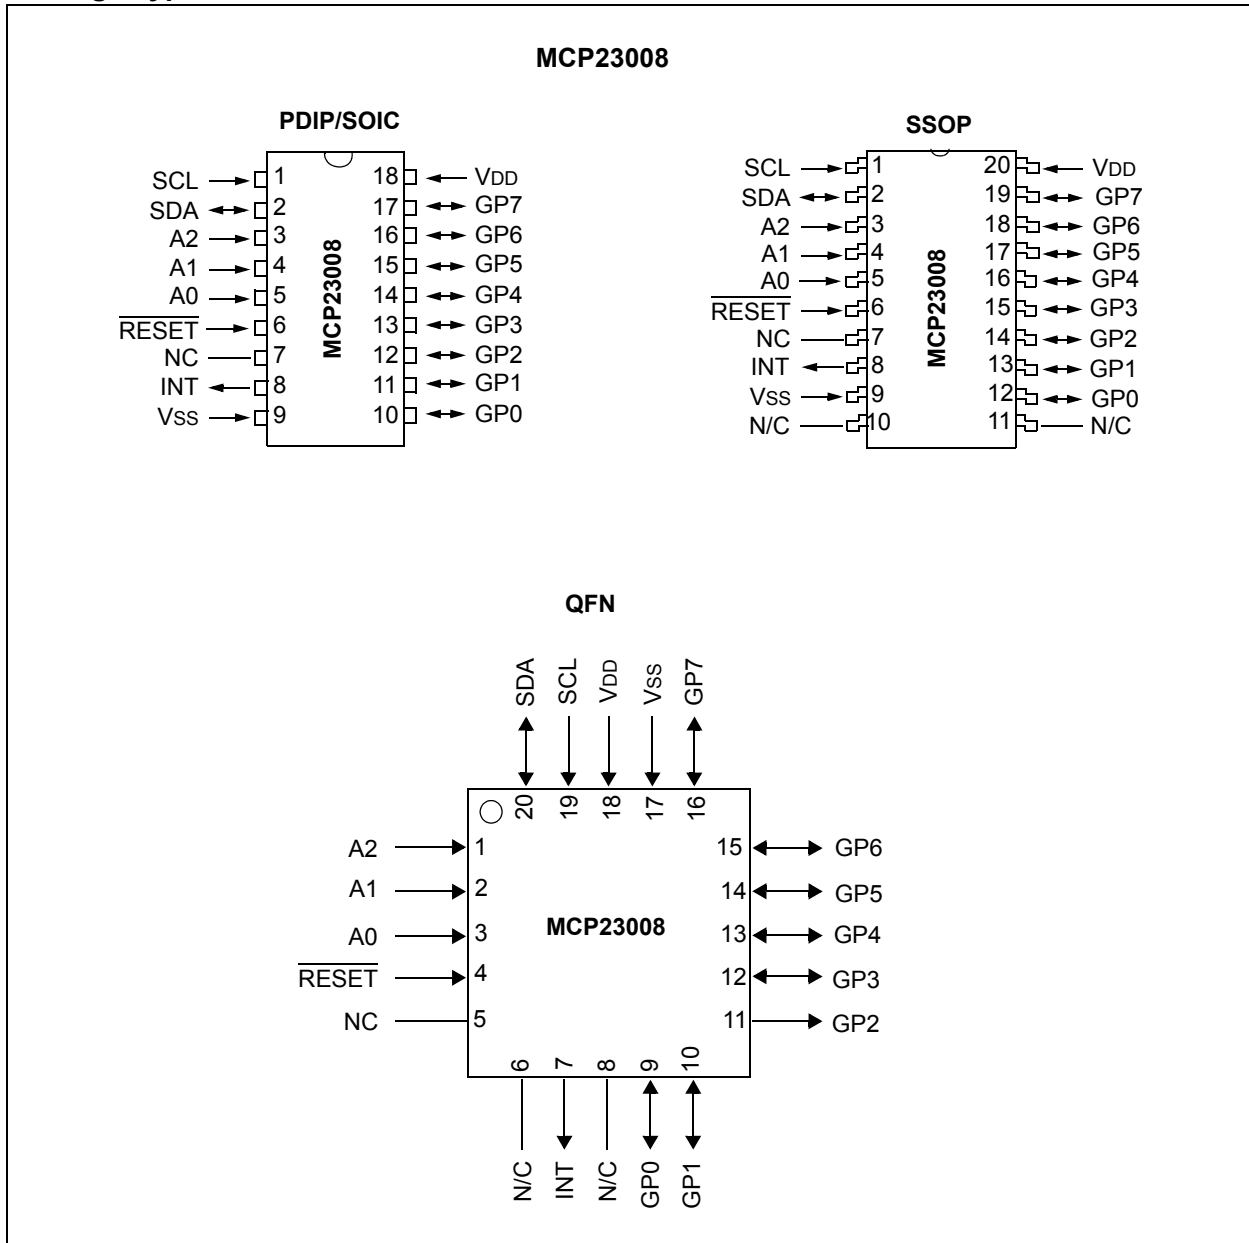 MCP23008
PDIP/SOIC
SCL 1 18 VDD
SDA 2 17 GP7
A2 3 16 GP6
A1 4 15 GP5
A0 5 14 GP4
RESET 6 13 GP3
NC 7 12 GP2
INT 8 11 GP1
VSS 9 10 GP0
MCP23008
SSOP
SCL 1 20 VDD
SDA 2 19 GP7
A2 3 18 GP6
A1 4 17 GP5
A0 5 16 GP4
RESET 6 15 GP3
NC 7 14 GP2
INT 8 13 GP1
VSS 9 12 GP0
N/C 10 11 N/C
MCP23008
QFN
SDA SCL VDD VSS GP7
20 19 18 17 16
A2 1 15 GP6
A1 2 14 GP5
A0 3 MCP23008 13 GP4
RESET 4 12 GP3
NC 5 11 GP2
6 7 8 9 10
N/C INT N/C GP0 GP1